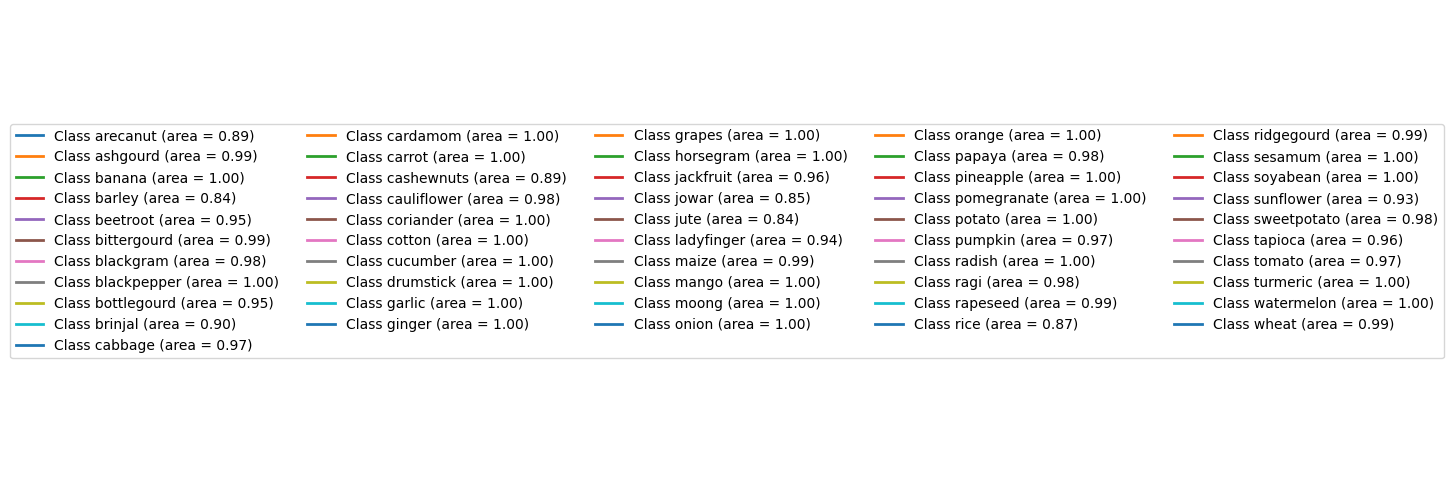 Class arecanut (area = 0.89)
Class ashgourd (area = 0.99)
Class banana (area = 1.00)
Class barley (area = 0.84)
Class beetroot (area = 0.95)
Class bittergourd (area = 0.99)
Class blackgram (area = 0.98)
Class blackpepper (area = 1.00)
Class bottlegourd (area = 0.95)
Class brinjal (area = 0.90)
Class cabbage (area = 0.97)
Class cardamom (area = 1.00)
Class carrot (area = 1.00)
Class cashewnuts (area = 0.89)
Class cauliflower (area = 0.98)
Class coriander (area = 1.00)
Class cotton (area = 1.00)
Class cucumber (area = 1.00)
Class drumstick (area = 1.00)
Class garlic (area = 1.00)
Class ginger (area = 1.00)
Class grapes (area = 1.00)
Class horsegram (area = 1.00)
Class jackfruit (area = 0.96)
Class jowar (area = 0.85)
Class jute (area = 0.84)
Class ladyfinger (area = 0.94)
Class maize (area = 0.99)
Class mango (area = 1.00)
Class moong (area = 1.00)
Class onion (area = 1.00)
Class orange (area = 1.00)
Class papaya (area = 0.98)
Class pineapple (area = 1.00)
Class pomegranate (area = 1.00)
Class potato (area = 1.00)
Class pumpkin (area = 0.97)
Class radish (area = 1.00)
Class ragi (area = 0.98)
Class rapeseed (area = 0.99)
Class rice (area = 0.87)
Class ridgegourd (area = 0.99)
Class sesamum (area = 1.00)
Class soyabean (area = 1.00)
Class sunflower (area = 0.93)
Class sweetpotato (area = 0.98)
Class tapioca (area = 0.96)
Class tomato (area = 0.97)
Class turmeric (area = 1.00)
Class watermelon (area = 1.00)
Class wheat (area = 0.99)